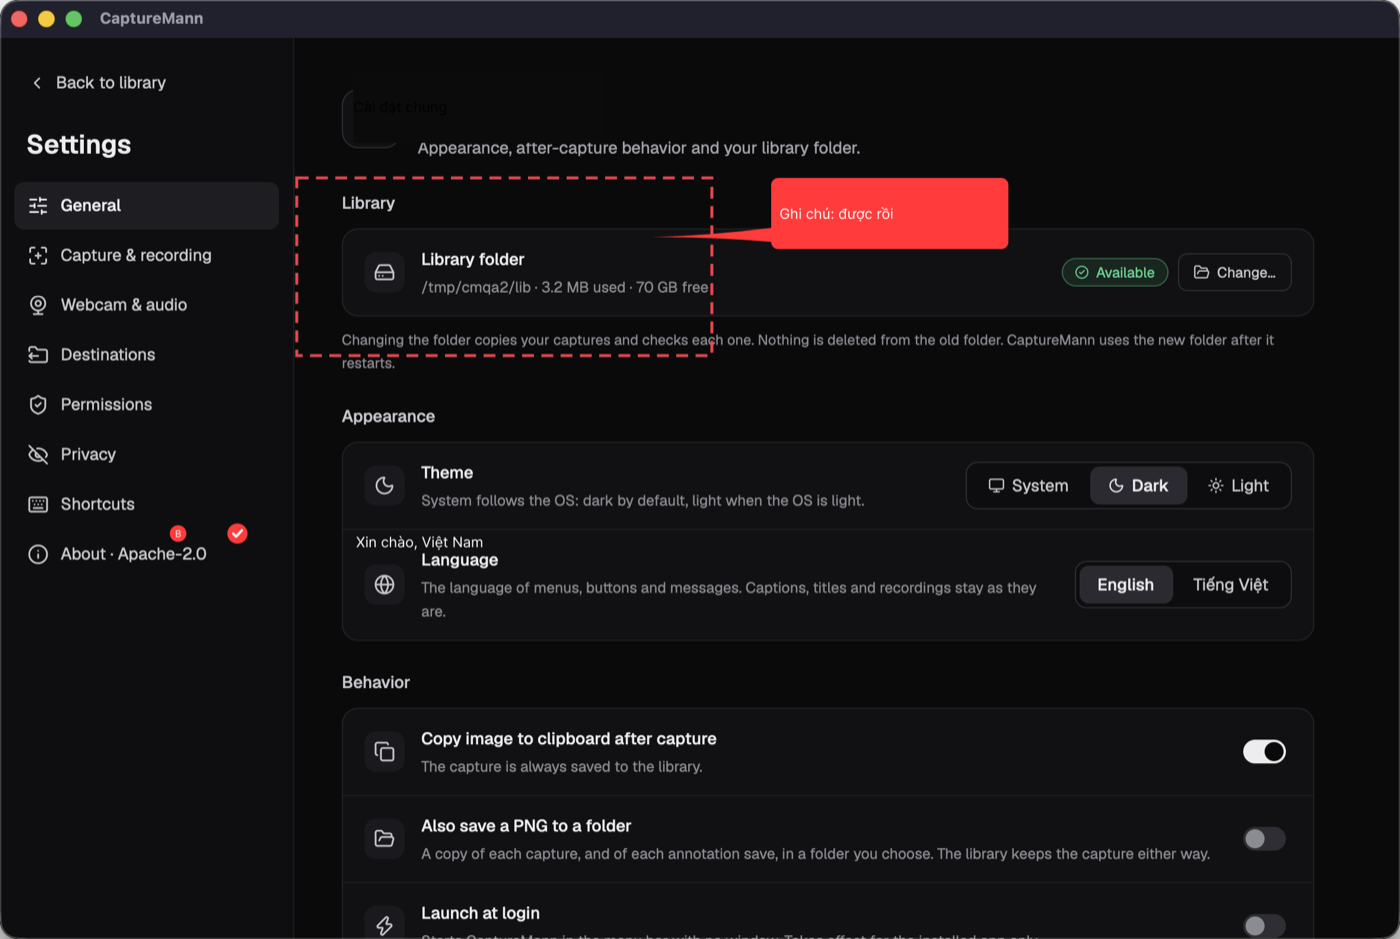 CaptureMann
Back to library
Settings
General
Capture & recording
Webcam & audio
Destinations
Permissions
Privacy
Shortcuts
B
About · Apache-2.0
Cài đặt chung
Appearance, after-capture behavior and your library folder.
Library
Ghi chú: được rồi
Library folder
/tmp/cmqa2/lib · 3.2 MB used · 70 GB free
Available
Change...
Changing the folder copies your captures and checks each one. Nothing is deleted from the old folder. CaptureMann uses the new folder after it
restarts.
Appearance
Theme
System follows the OS: dark by default, light when the OS is light.
System
Dark
Light
Xin chào, Việt Nam
Language
The language of menus, buttons and messages. Captions, titles and recordings stay as they
are.
English
Tiếng Việt
Behavior
Copy image to clipboard after capture
The capture is always saved to the library.
Also save a PNG to a folder
A copy of each capture, and of each annotation save, in a folder you choose. The library keeps the capture either way.
Launch at login